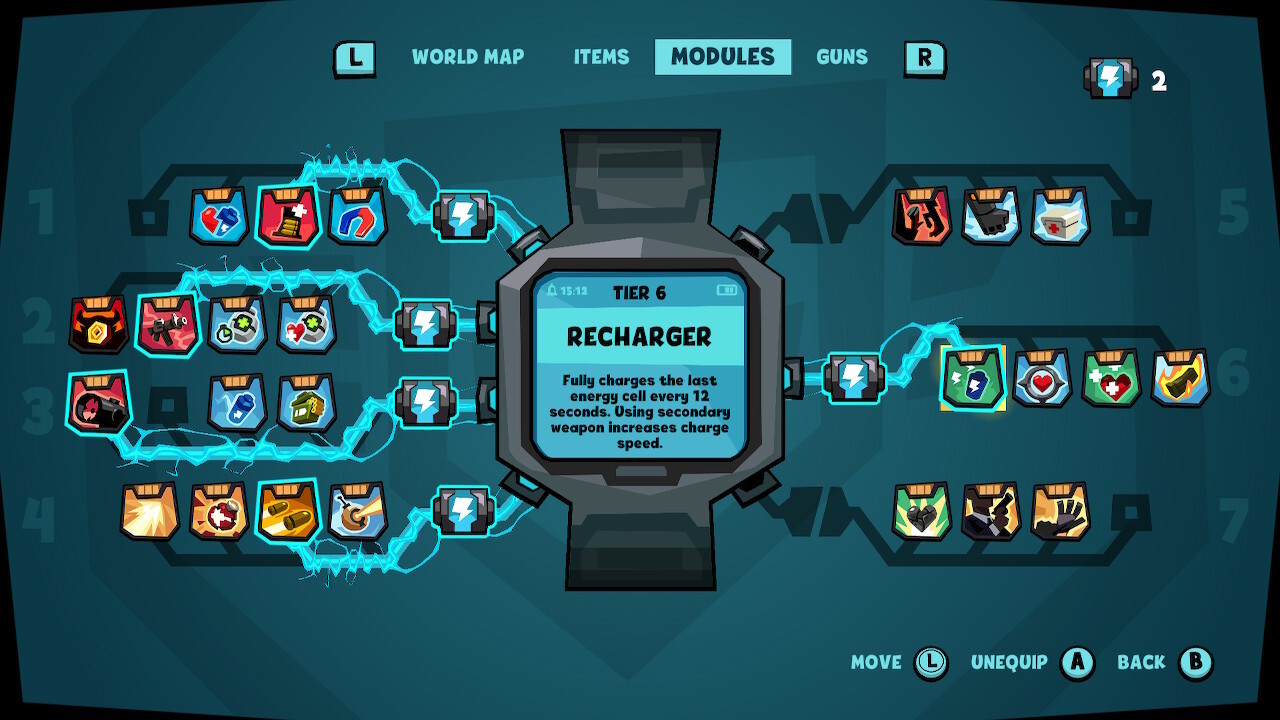 L WORLD MAP ITEMS MODULES GUNS R
2
1
5
2
15:12
TIER 6
RECHARGER
Fully charges the last
energy cell every 12
seconds. Using secondary
weapon increases charge
speed.
6
3
4
7
MOVE L UNEQUIP A BACK B